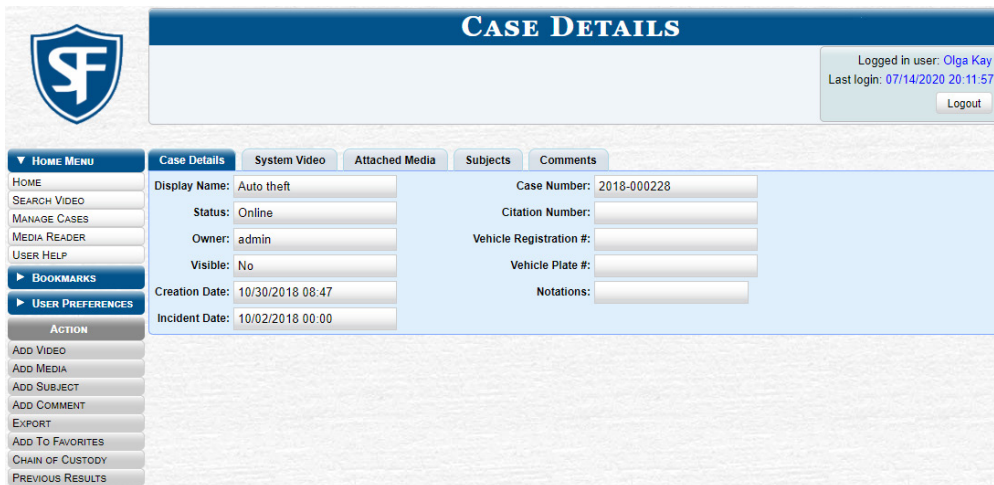 CASE DETAILS
SF
Logged in user: Olga Kay
Last login: 07/14/2020 20:11:57
Logout
▼ HOME MENU
HOME
SEARCH VIDEO
MANAGE CASES
MEDIA READER
USER HELP
► BOOKMARKS
► USER PREFERENCES
ACTION
ADD VIDEO
ADD MEDIA
ADD SUBJECT
ADD COMMENT
EXPORT
ADD TO FAVORITES
CHAIN OF CUSTODY
PREVIOUS RESULTS
Case Details System Video Attached Media Subjects Comments
Display Name: Auto theft Case Number: 2018-000228
Status: Online Citation Number:
Owner: admin Vehicle Registration #:
Visible: No Vehicle Plate #:
Creation Date: 10/30/2018 08:47 Notations:
Incident Date: 10/02/2018 00:00